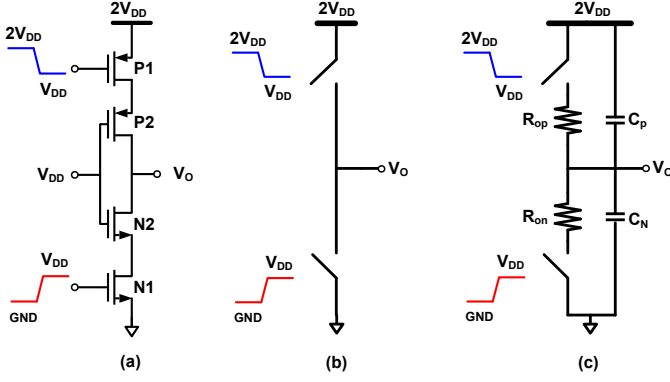 2VDD
2VDD
VDD
P1
P2
VDD
VO
N2
VDD
N1
GND
(a)
2VDD
2VDD
VDD
VO
VDD
GND
(b)
2VDD
2VDD
VDD
Rop
Cp
VO
Ron
CN
VDD
GND
(c)